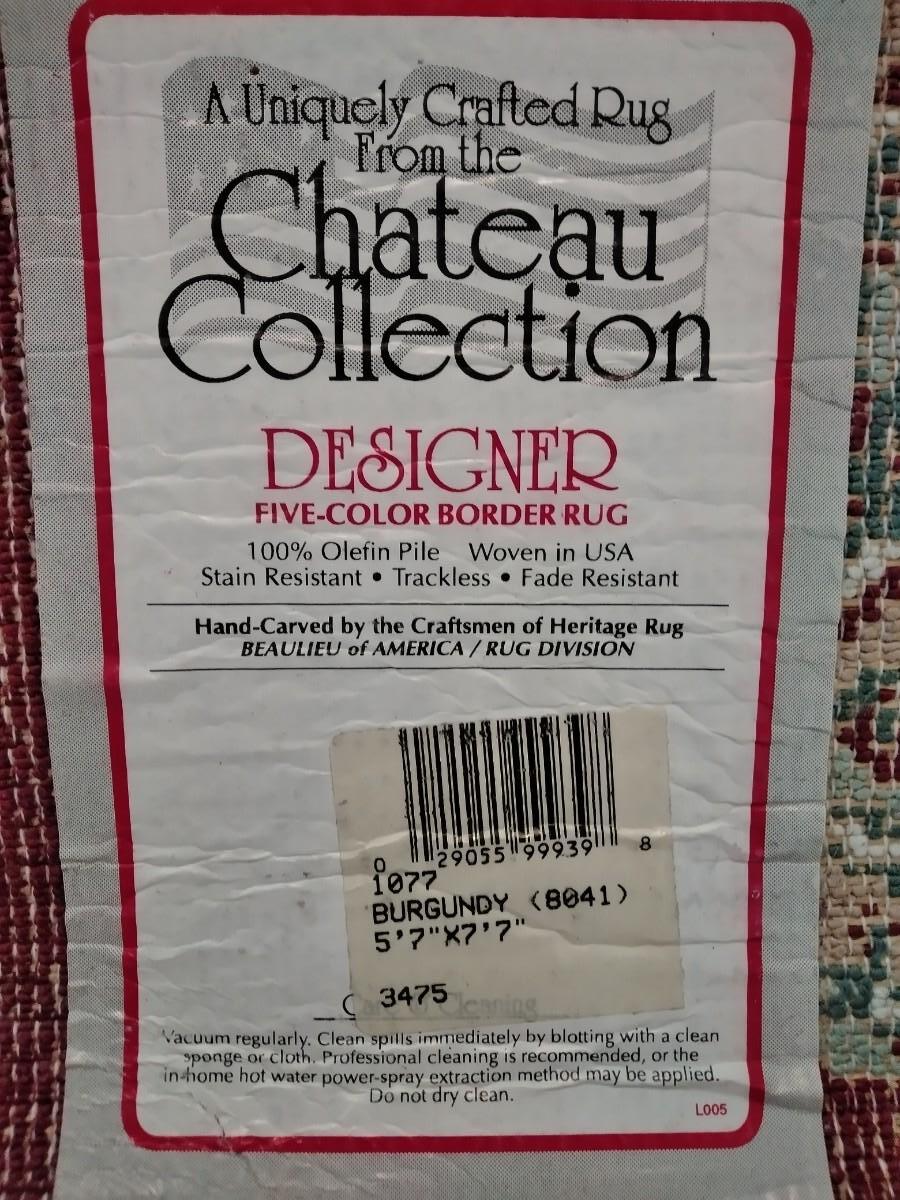 A Uniquely Crafted Rug
From the
Chateau
Collection
DESIGNER
FIVE-COLOR BORDER RUG
100% Olefin Pile Woven in USA
Stain Resistant • Trackless • Fade Resistant
Hand-Carved by the Craftsmen of Heritage Rug
BEAULIEU of AMERICA / RUG DIVISION
0 29055 99939 8
1077
BURGUNDY (8041)
5'7"X7'7"
3475
Cleaning
Vacuum regularly. Clean spills immediately by blotting with a clean
sponge or cloth. Professional cleaning is recommended, or the
in-home hot water power-spray extraction method may be applied.
Do not dry clean.
L005